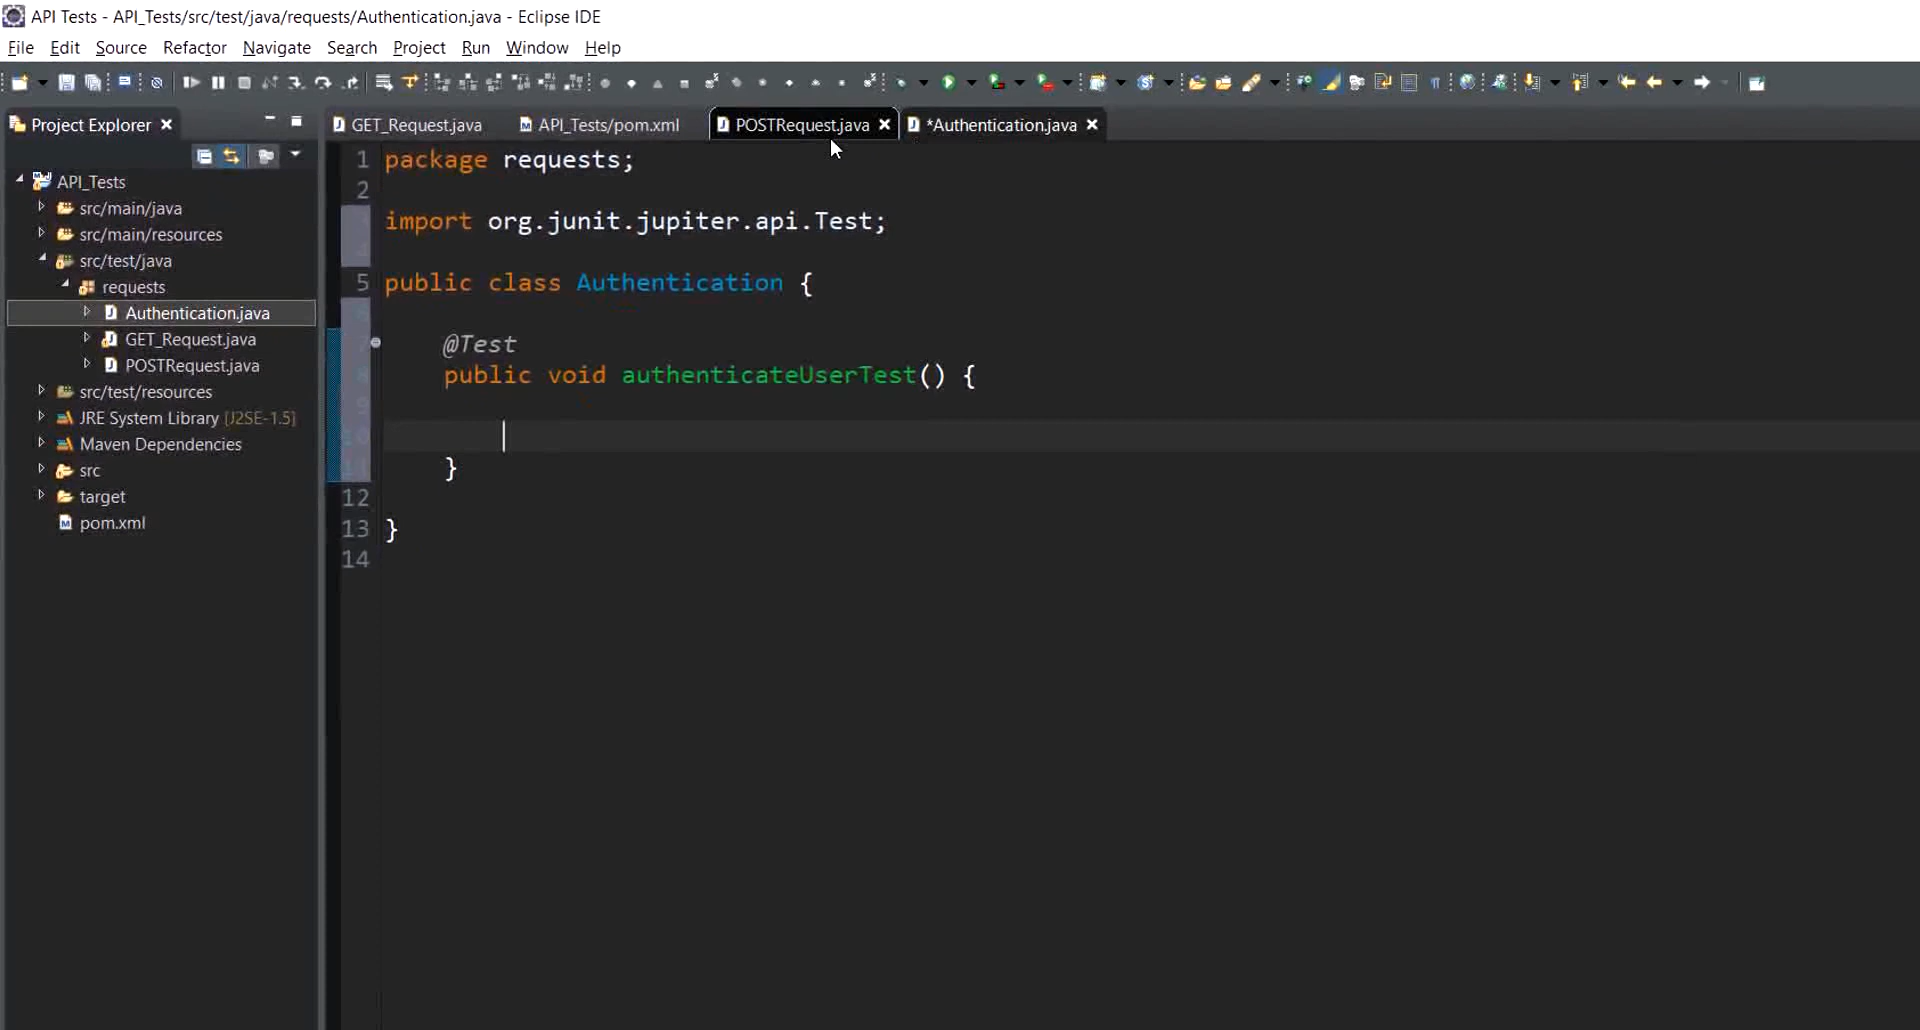 API Tests - API_Tests/src/test/java/requests/Authentication.java - Eclipse IDE
File Edit Source Refactor Navigate Search Project Run Window Help
Project Explorer
GET_Request.java API_Tests/pom.xml POSTRequest.java *Authentication.java
API_Tests
src/main/java
src/main/resources
src/test/java
requests
Authentication.java
GET_Request.java
POSTRequest.java
src/test/resources
JRE System Library [J2SE-1.5]
Maven Dependencies
src
target
pom.xml
1 package requests;
2
import org.junit.jupiter.api.Test;
5 public class Authentication {
@Test
public void authenticateUserTest() {
}
12
13 }
14